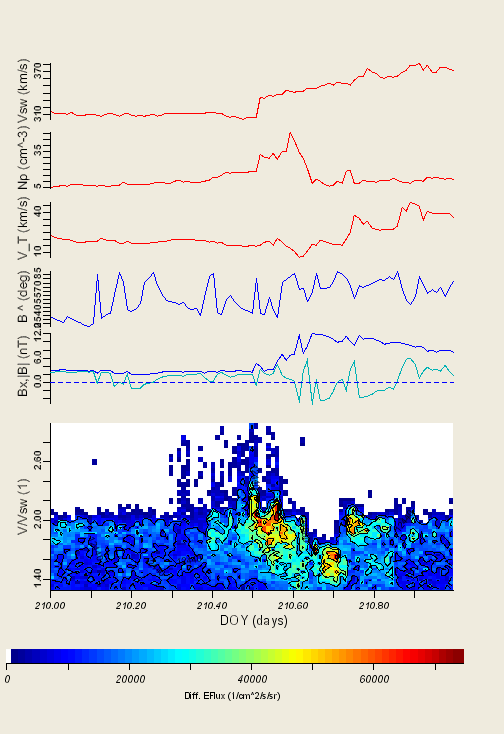 Vsw (km/s)
370
310
Np (cm^-3)
35
5
V_T (km/s)
40
10
B ^ (deg)
Bx,|B| (nT)
12.0
6.0
0.0
V/Vsw (1)
2.60
2.00
1.40
210.00
210.20
210.40
210.60
210.80
DOY (days)
0
20000
40000
60000
Diff. EFlux (1/cm^2/s/sr)